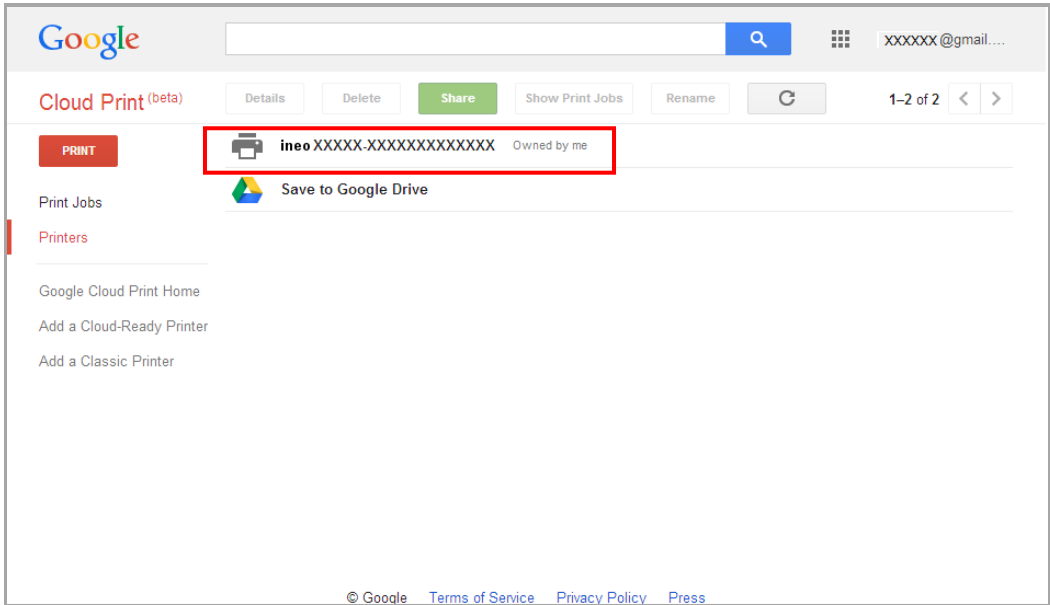 Google
XXXXXX @gmail....
Cloud Print (beta)
Details Delete Share Show Print Jobs Rename 1–2 of 2
PRINT
ineo XXXXX-XXXXXXXXXXXXX Owned by me
Save to Google Drive
Print Jobs
Printers
Google Cloud Print Home
Add a Cloud-Ready Printer
Add a Classic Printer
© Google Terms of Service Privacy Policy Press